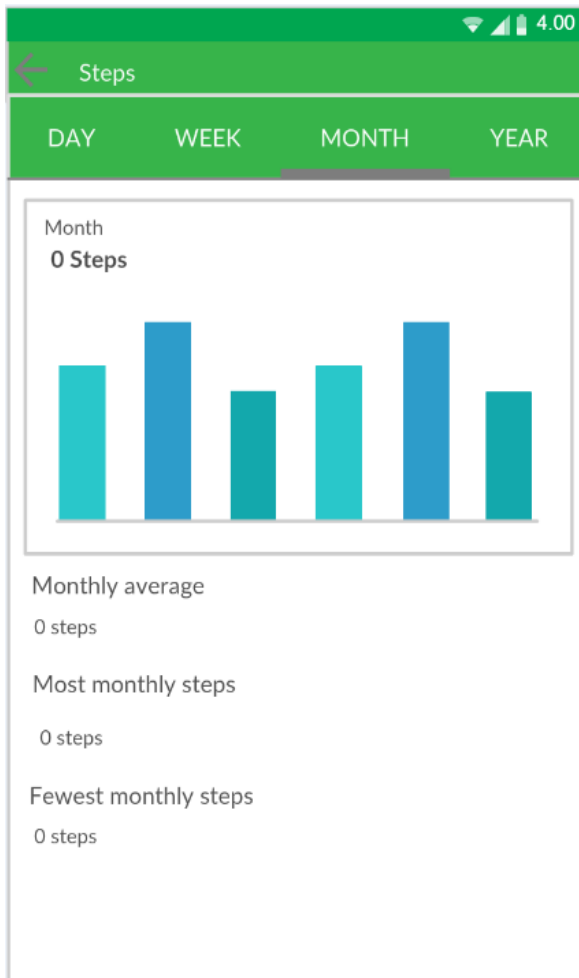 4.00
Steps
DAY WEEK MONTH YEAR
Month
0 Steps
Monthly average
0 steps
Most monthly steps
0 steps
Fewest monthly steps
0 steps